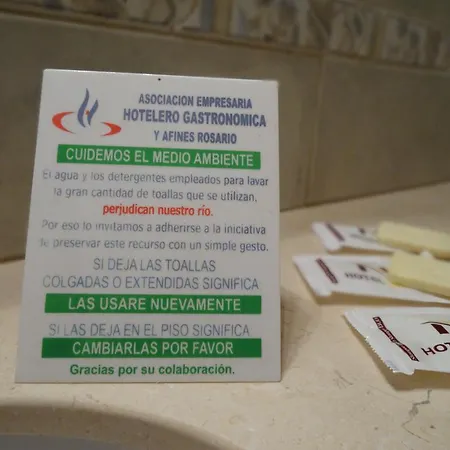 ASOCIACION EMPRESARIA
HOTELERO GASTRONOMICA
Y AFINES ROSARIO
CUIDEMOS EL MEDIO AMBIENTE
El agua y los detergentes empleados para lavar
la gran cantidad de toallas que se utilizan,
perjudican nuestro río.
Por eso lo invitamos a adherirse a la iniciativa
de preservar este recurso con un simple gesto.
SI DEJA LAS TOALLAS
COLGADAS O EXTENDIDAS SIGNIFICA
LAS USARE NUEVAMENTE
SI LAS DEJA EN EL PISO SIGNIFICA
CAMBIARLAS POR FAVOR
Gracias por su colaboración.
HOTEL